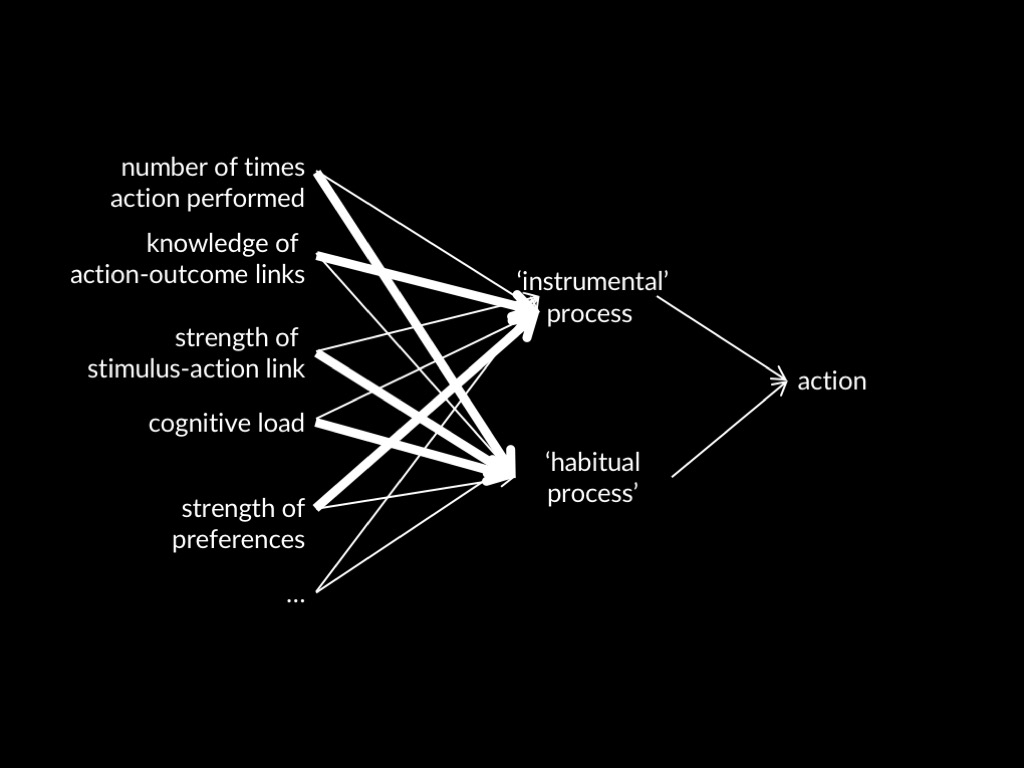 number of times
action performed
knowledge of
action-outcome links
strength of
stimulus-action link
cognitive load
strength of
preferences
...
‘instrumental’
process
‘habitual
process’
action